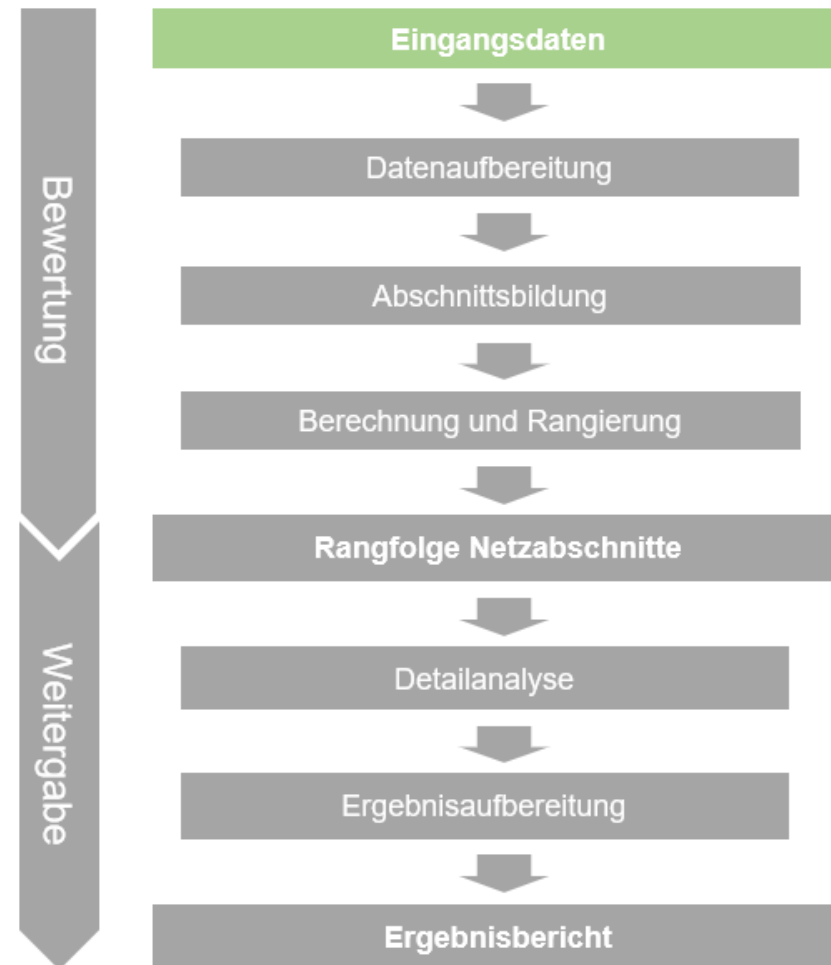 Bewertung
Eingangsdaten
Datenaufbereitung
Abschnittsbildung
Berechnung und Rangierung
Rangfolge Netzabschnitte
Weitergabe
Detailanalyse
Ergebnisaufbereitung
Ergebnisbericht